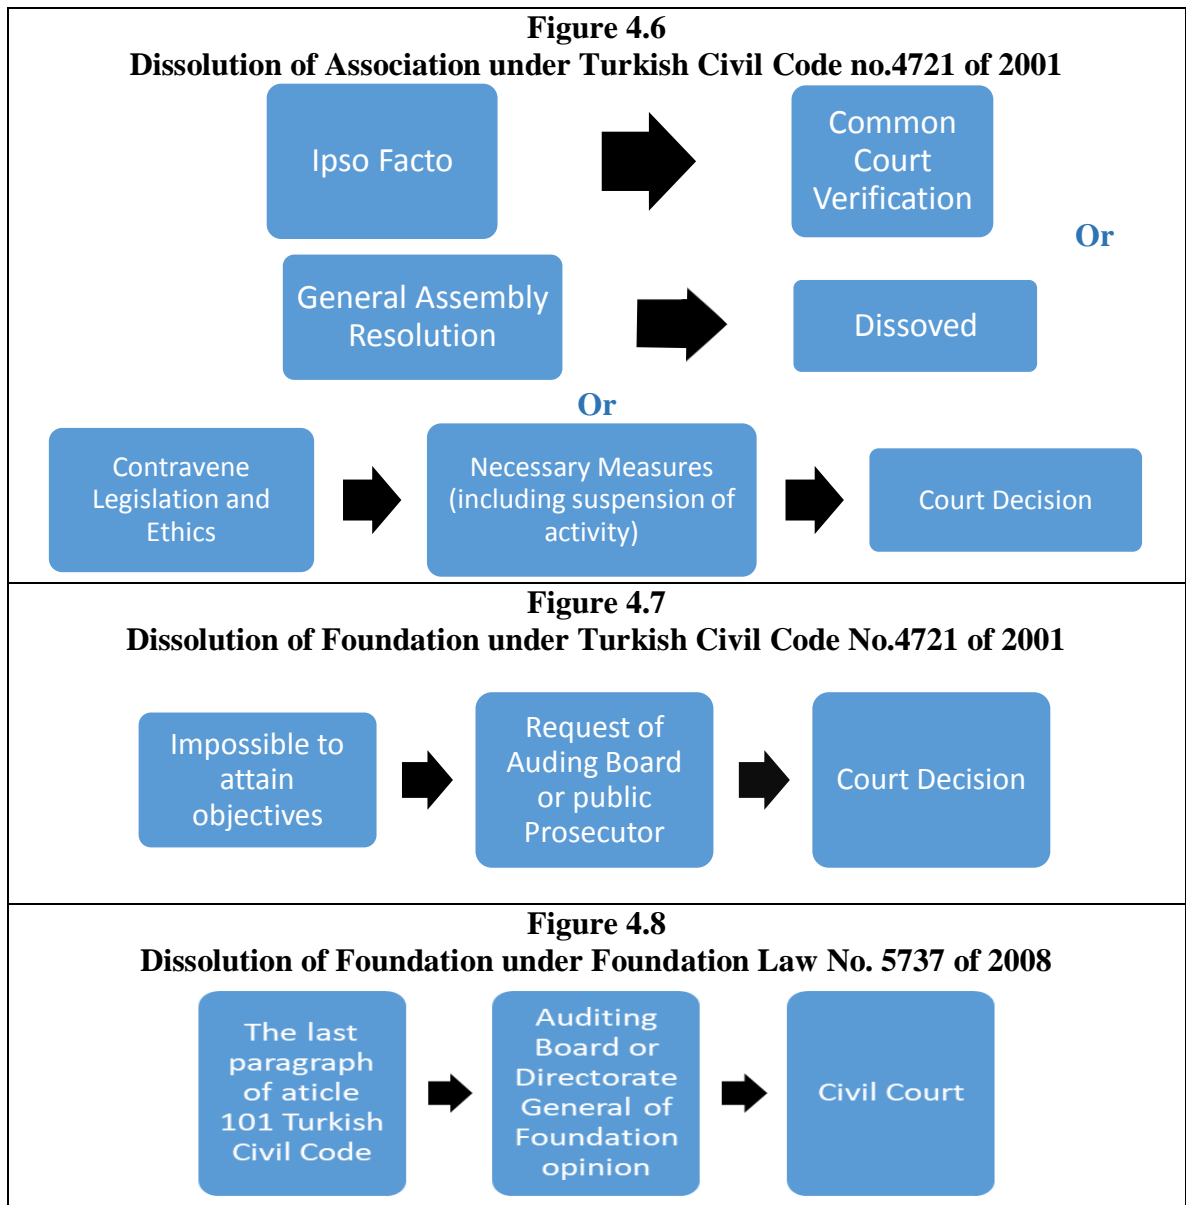 Figure 4.6
Dissolution of Association under Turkish Civil Code no.4721 of 2001
Ipso Facto
Common
Court
Verification
Or
General Assembly
Resolution
Dissoved
Or
Contravene
Legislation and
Ethics
Necessary Measures
(including suspension of
activity)
Court Decision
Figure 4.7
Dissolution of Foundation under Turkish Civil Code No.4721 of 2001
Impossible to
attain
objectives
Request of
Auding Board
or public
Prosecutor
Court Decision
Figure 4.8
Dissolution of Foundation under Foundation Law No. 5737 of 2008
The last
paragraph
of aticle
101 Turkish
Civil Code
Auditing
Board or
Directorate
General of
Foundation
opinion
Civil Court